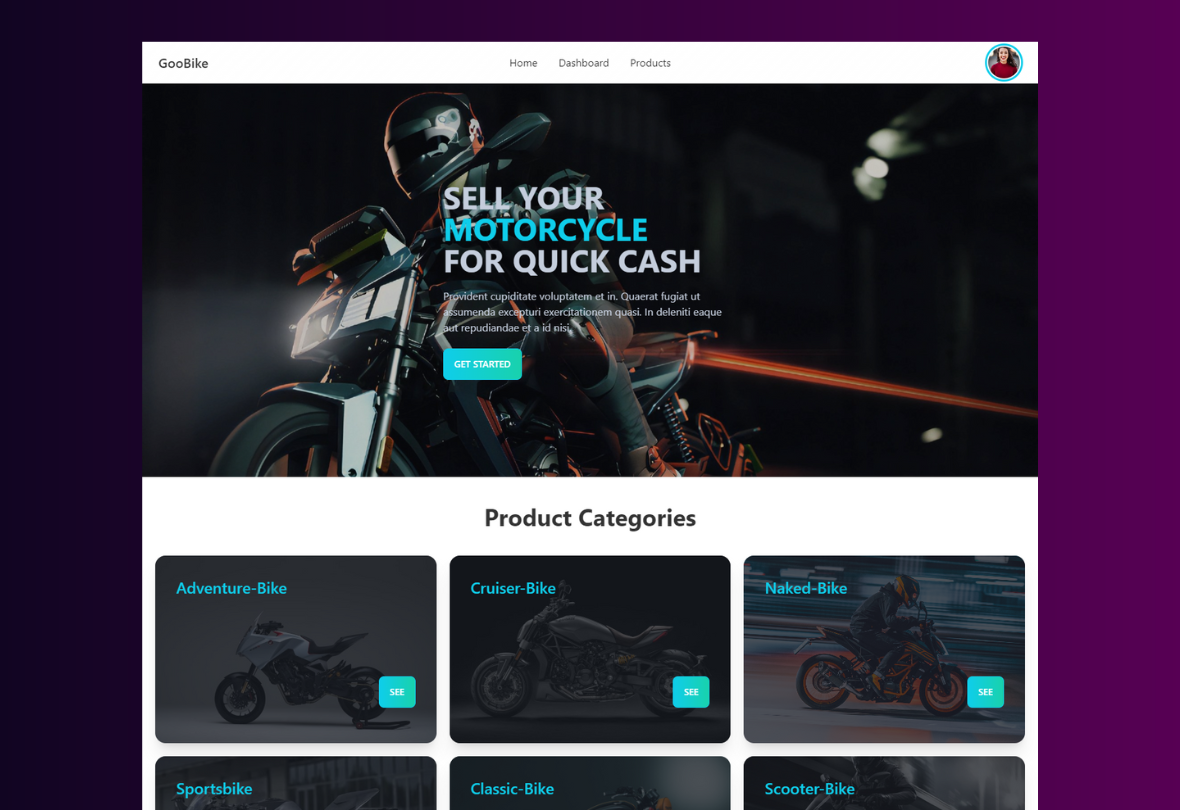 GooBike
Home
Dashboard
Products
SELL YOUR
MOTORCYCLE
FOR QUICK CASH
Provident cupiditate voluptatem et in. Quaerat fugiat ut
assumenda excepturi exercitationem quasi. In deleniti eaque
aut repudiandae et a id nisi.
GET STARTED
Product Categories
Adventure-Bike
SEE
Cruiser-Bike
SEE
Naked-Bike
SEE
Sportsbike
Classic-Bike
Scooter-Bike